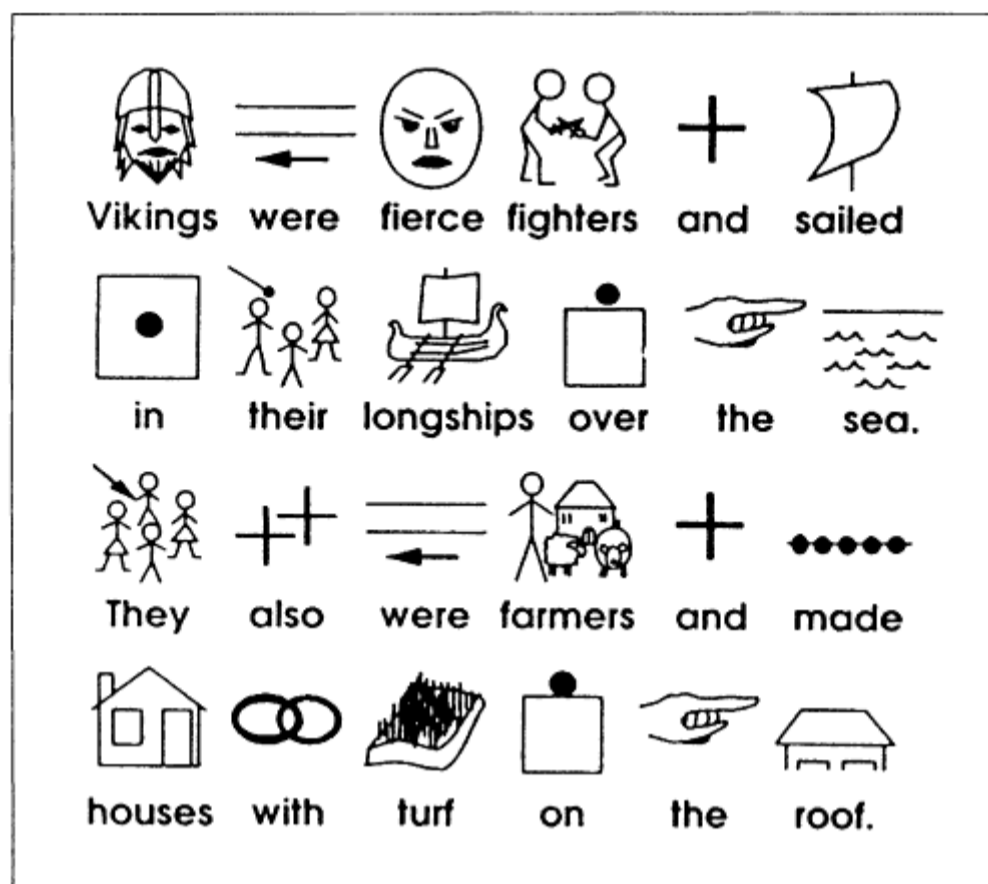 Vikings were fierce fighters and sailed
in their longships over the sea.
They also were farmers and made
houses with turf on the roof.